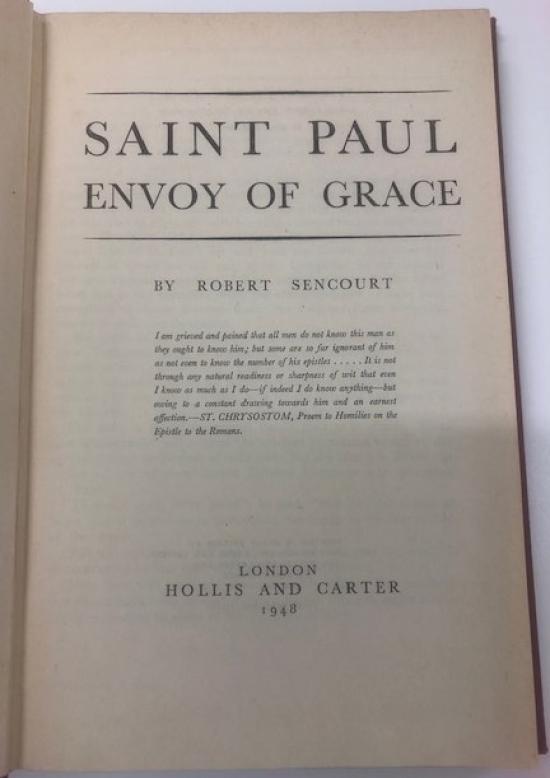 SAINT PAUL
ENVOY OF GRACE
BY ROBERT SENCOURT
I am grieved and pained that all men do not know this man as
they ought to know him; but some are so far ignorant of him
as not even to know the number of his epistles . . . . . It is not
through any natural readiness or sharpness of wit that even
I know as much as I do—if indeed I do know anything—but
owing to a constant drawing towards him and an earnest
affection.—ST. CHRYSOSTOM, Proem to Homilies on the
Epistle to the Romans.
LONDON
HOLLIS AND CARTER
1948